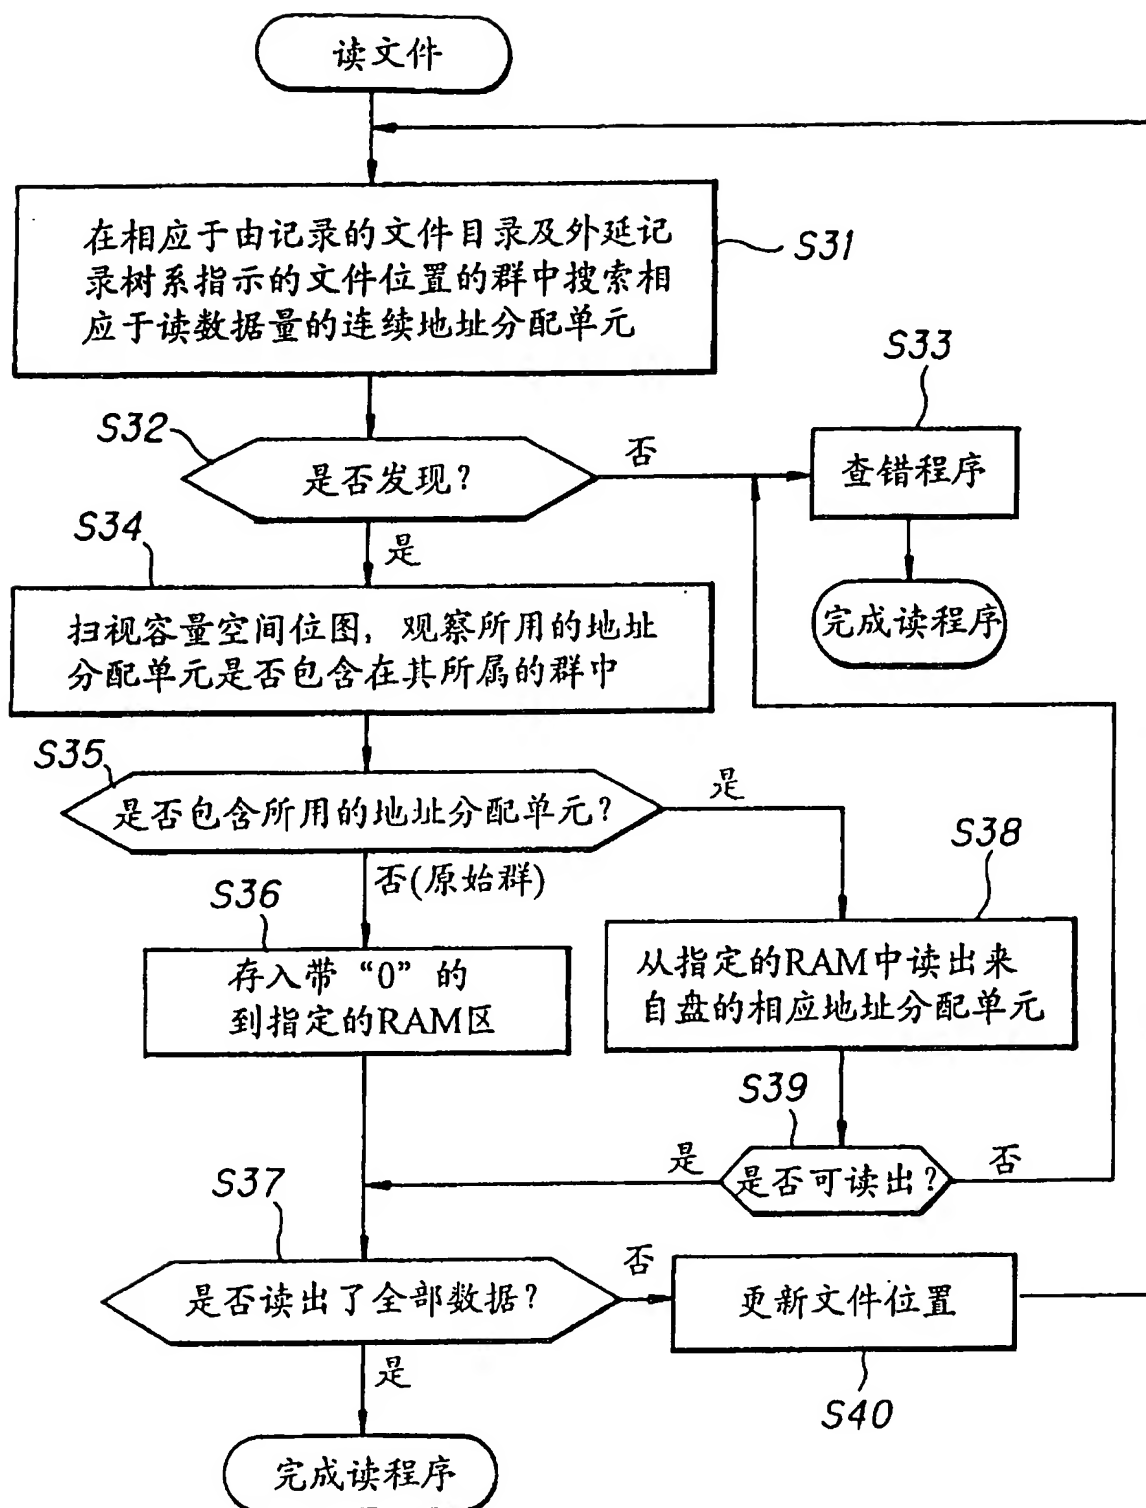 读文件
在相应于由记录的文件目录及外延记
录树系指示的文件位置的群中搜索相
应于读数据量的连续地址分配单元
S31
S32
是否发现?
否
S33
查错程序
完成读程序
是
S34
扫视容量空间位图，观察所用的地址
分配单元是否包含在其所属的群中
S35
是否包含所用的地址分配单元?
是
否(原始群)
S36
存入带“0”的
到指定的RAM区
S38
从指定的RAM中读出来
自盘的相应地址分配单元
S39
是否可读出?
是
否
S37
是否读出了全部数据?
否
更新文件位置
S40
是
完成读程序